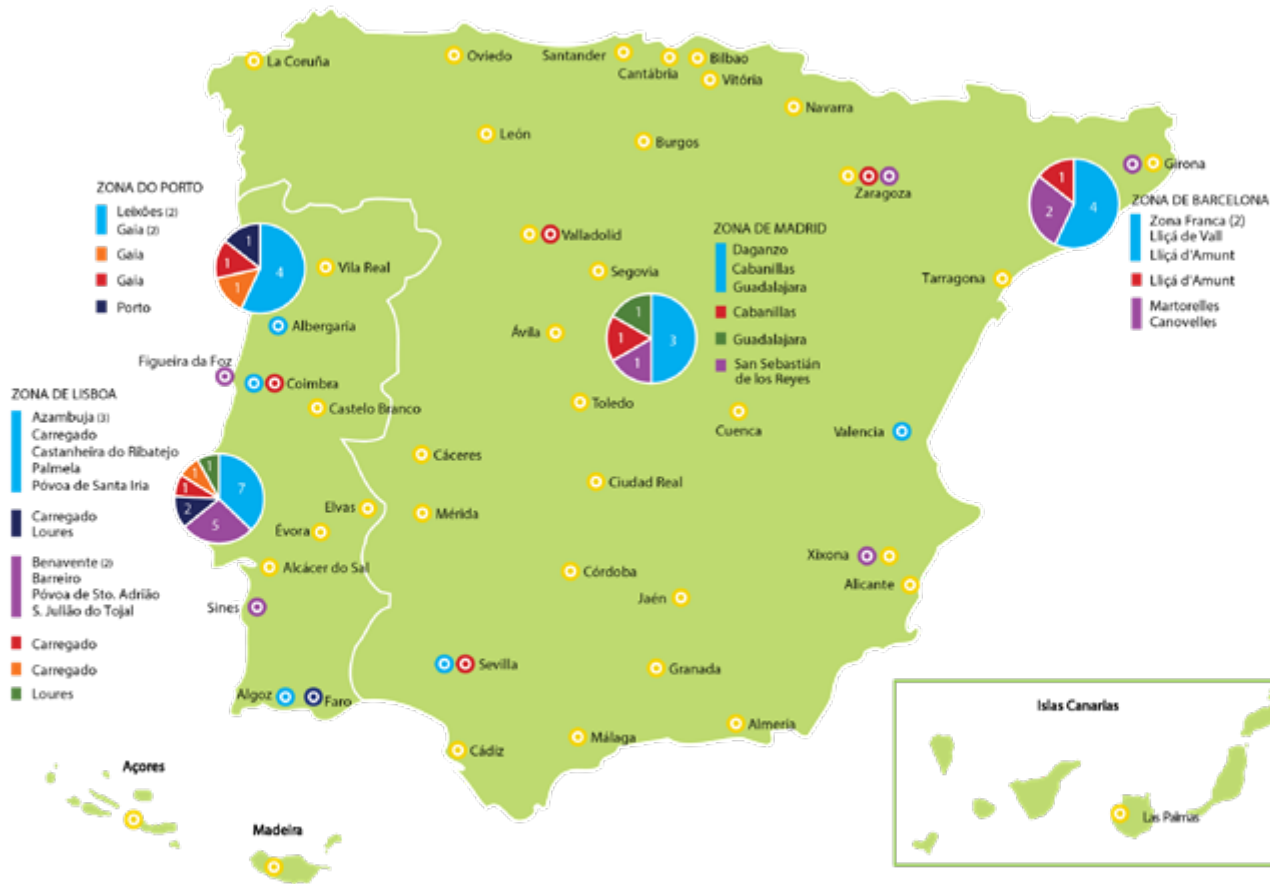 La Coruña
Oviedo
Santander
Cantábria
Bilbao
Vitória
Navarra
León
Burgos
Girona
Zaragoza
ZONA DO PORTO
Leixões (2)
Gaia (2)
Gaia
Gaia
Porto
1
4
1
1
Vila Real
Valladolid
Segovia
Ávila
ZONA DE MADRID
Daganzo
Cabanillas
Guadalajara
Cabanillas
Guadalajara
San Sebastián
de los Reyes
1
1
3
1
1
4
2
ZONA DE BARCELONA
Zona Franca (2)
Lliçá de Vall
Lliçá d'Amunt
Lliçá d'Amunt
Martorelles
Canovelles
Tarragona
Albergaria
Figueira da Foz
Coimbra
Castelo Branco
Toledo
Cuenca
Valencia
ZONA DE LISBOA
Azambuja (3)
Carregado
Castanheira do Ribatejo
Palmela
Póvoa de Santa Iria
Carregado
Loures
Benavente (2)
Barreiro
Póvoa de Sto. Adrião
S. Julião do Tojal
Carregado
Carregado
Loures
1
1
1
7
2
5
Cáceres
Ciudad Real
Elvas
Mérida
Évora
Alcácer do Sal
Córdoba
Xixona
Alicante
Jaén
Sines
Sevilla
Granada
Algoz
Faro
Almería
Málaga
Cádiz
Açores
Madeira
Islas Canarias
Las Palmas